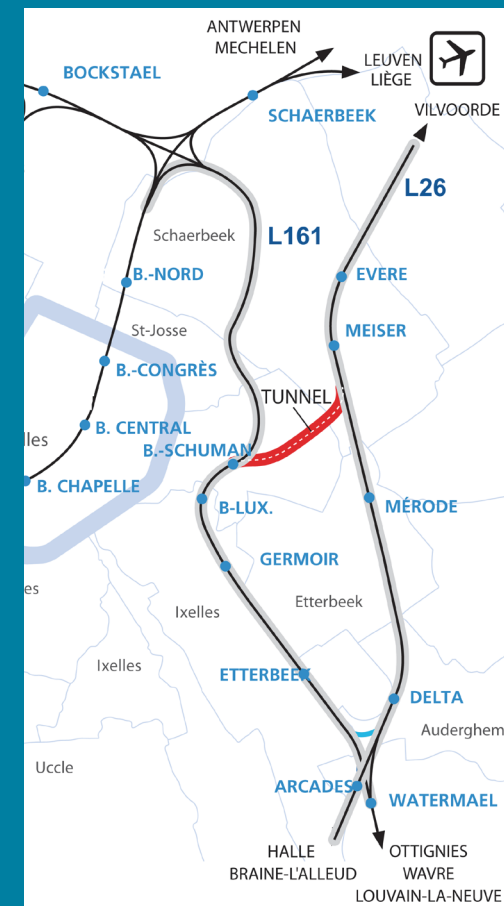 ANTWERPEN
MECHELEN
LEUVEN
LIÈGE
BOCKSTAEL
SCHAERBEEK
VILVOORDE
L26
Schaerbeek
L161
B.-NORD
EVERE
St-Josse
MEISER
B.-CONGRÈS
TUNNEL
B. CENTRAL
lles
B.-SCHUMAN
B. CHAPELLE
B-LUX.
MÉRODE
GERMOIR
es
Etterbeek
Ixelles
Ixelles
ETTERBEEK
DELTA
Auderghem
Uccle
ARCADES
WATERMAEL
HALLE
BRAINE-L'ALLEUD
OTTIGNIES
WAVRE
LOUVAIN-LA-NEUVE